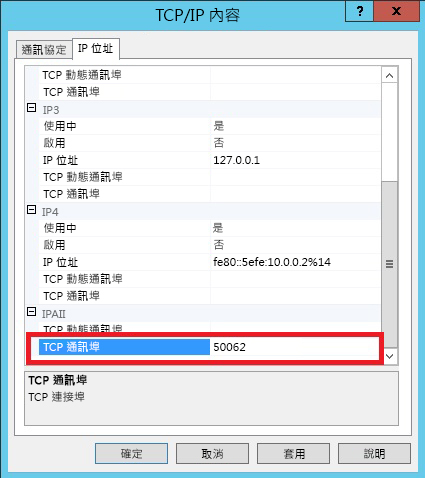 TCP/IP 內容
?
x
通訊協定
IP 位址
TCP 動態通訊埠
TCP 通訊埠
IP3
使用中 是
啟用 否
IP 位址 127.0.0.1
TCP 動態通訊埠
TCP 通訊埠
IP4
使用中 是
啟用 否
IP 位址 fe80::5efe:10.0.0.2%14
TCP 動態通訊埠
TCP 通訊埠
IPAII
TCP 動態通訊埠
TCP 通訊埠 50062
TCP 通訊埠
TCP 連接埠
確定 取消 套用 說明